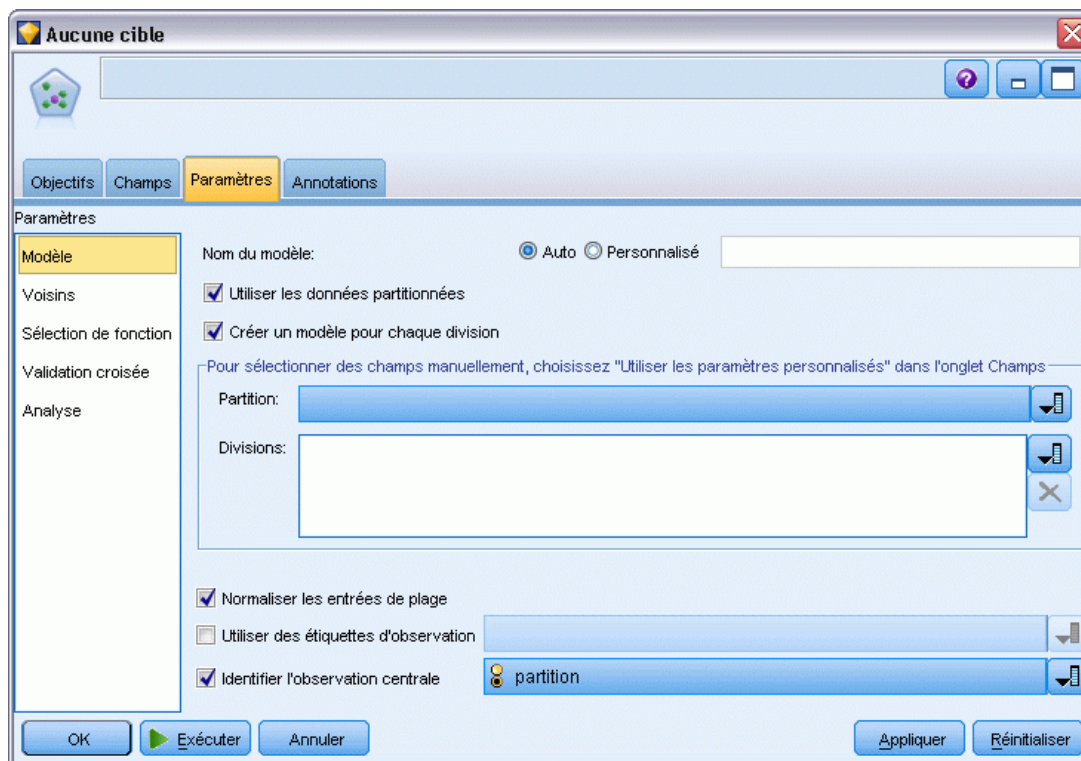 Aucune cible
Objectifs
Champs
Paramètres
Annotations
Paramètres
Modèle
Voisins
Sélection de fonction
Validation croisée
Analyse
Nom du modèle:
Auto
Personnalisé
Utiliser les données partitionnées
Créer un modèle pour chaque division
Pour sélectionner des champs manuellement, choisissez "Utiliser les paramètres personnalisés" dans l'onglet Champs
Partition:
Divisions:
Normaliser les entrées de plage
Utiliser des étiquettes d'observation
Identifier l'observation centrale
partition
OK
Exécuter
Annuler
Appliquer
Réinitialiser